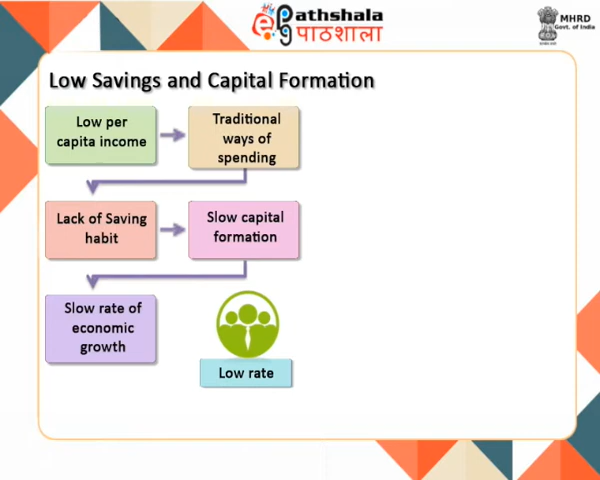 ePathshala
पाठशाला
MHRD
Govt. of India
Low Savings and Capital Formation
Low per
capita income
Traditional
ways of
spending
Lack of Saving
habit
Slow capital
formation
Slow rate of
economic
growth
Low rate